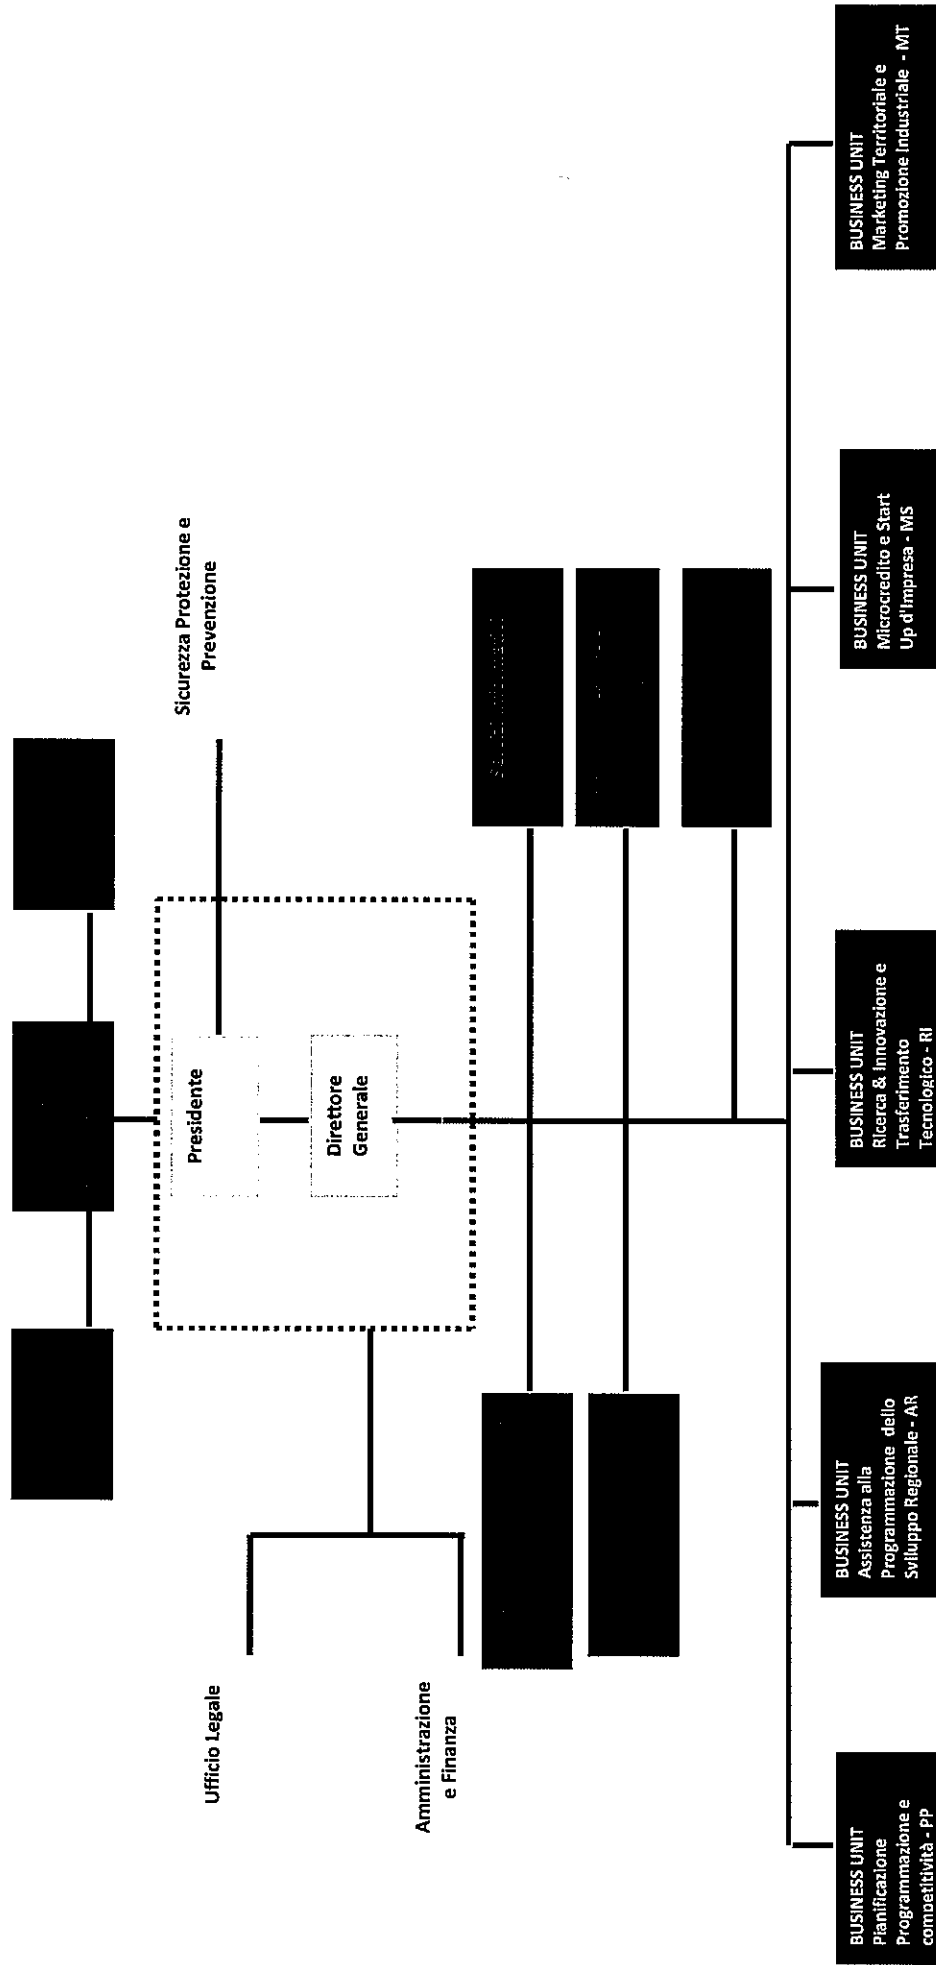 Sicurezza Protezione e
Prevenzione
Presidente
Direttore
Generale
Ufficio Legale
Amministrazione
e Finanza
BUSINESS UNIT
Pianificazione
Programmazione e
competitività - PP
BUSINESS UNIT
Assistenza alla
Programmazione dello
Sviluppo Regionale - AR
BUSINESS UNIT
Ricerca & Innovazione e
Trasferimento
Tecnologico - RI
BUSINESS UNIT
Microcredito e Start
Up d'Impresa - MS
BUSINESS UNIT
Marketing Territoriale e
Promozione Industriale - MT